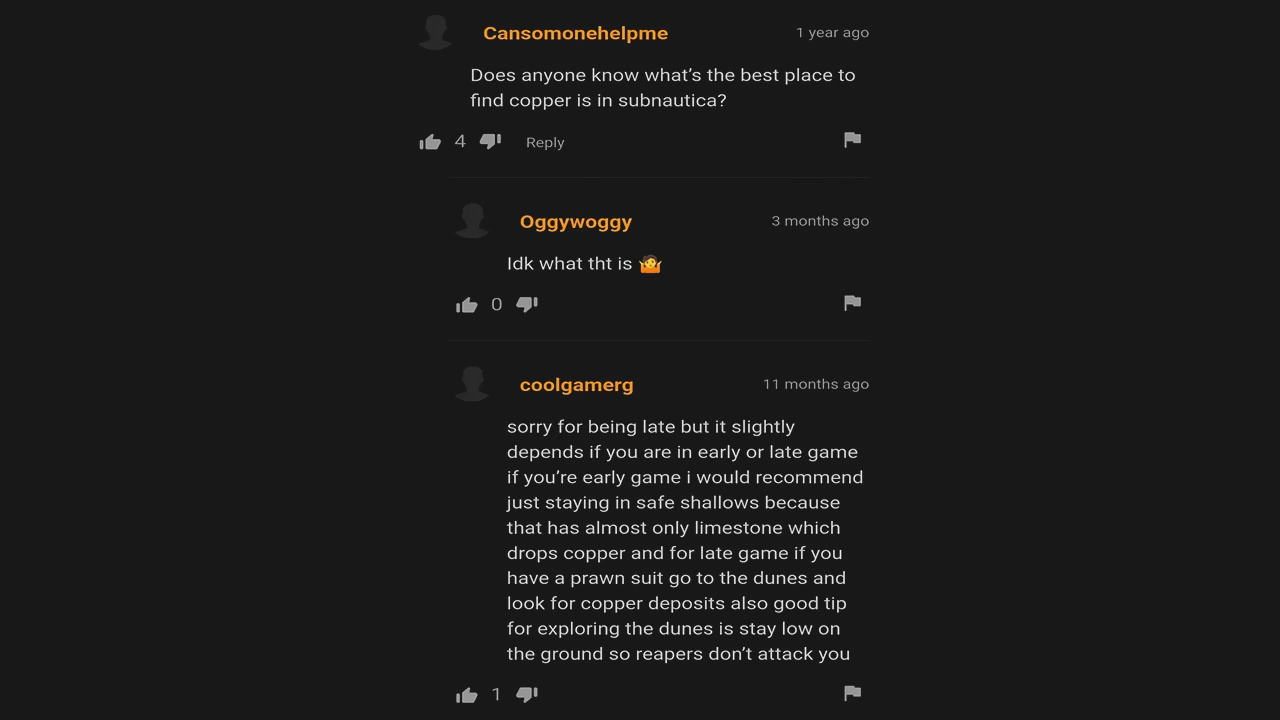 Cansomonehelpme 1 year ago
Does anyone know what’s the best place to
find copper is in subnautica?
4 Reply
Oggywoggy 3 months ago
Idk what tht is 🤷
0
coolgamerg 11 months ago
sorry for being late but it slightly
depends if you are in early or late game
if you’re early game i would recommend
just staying in safe shallows because
that has almost only limestone which
drops copper and for late game if you
have a prawn suit go to the dunes and
look for copper deposits also good tip
for exploring the dunes is stay low on
the ground so reapers don’t attack you
1